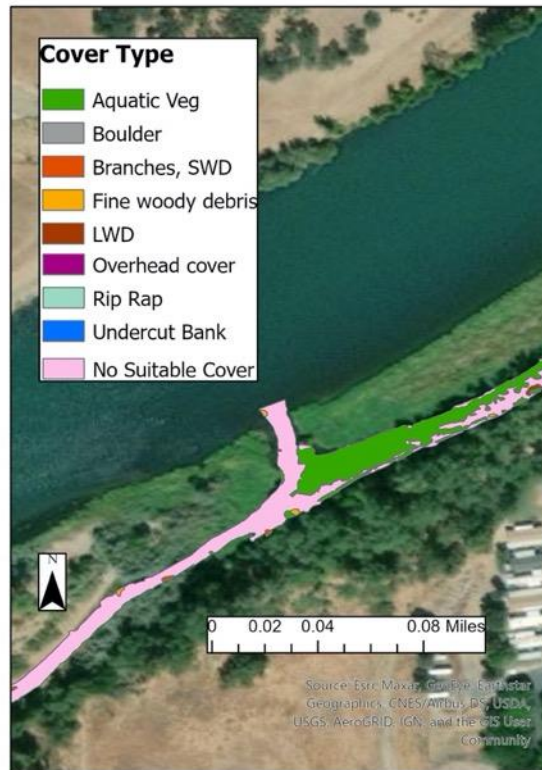 Cover Type
Aquatic Veg
Boulder
Branches, SWD
Fine woody debris
LWD
Overhead cover
Rip Rap
Undercut Bank
No Suitable Cover
N
0 0.02 0.04 0.08 Miles
Source: Esri, Maxar, GeoEye, Earthstar
Geographics, CNES/Airbus DS, USDA,
USGS, AeroGRID, IGN, and the GIS User
Community